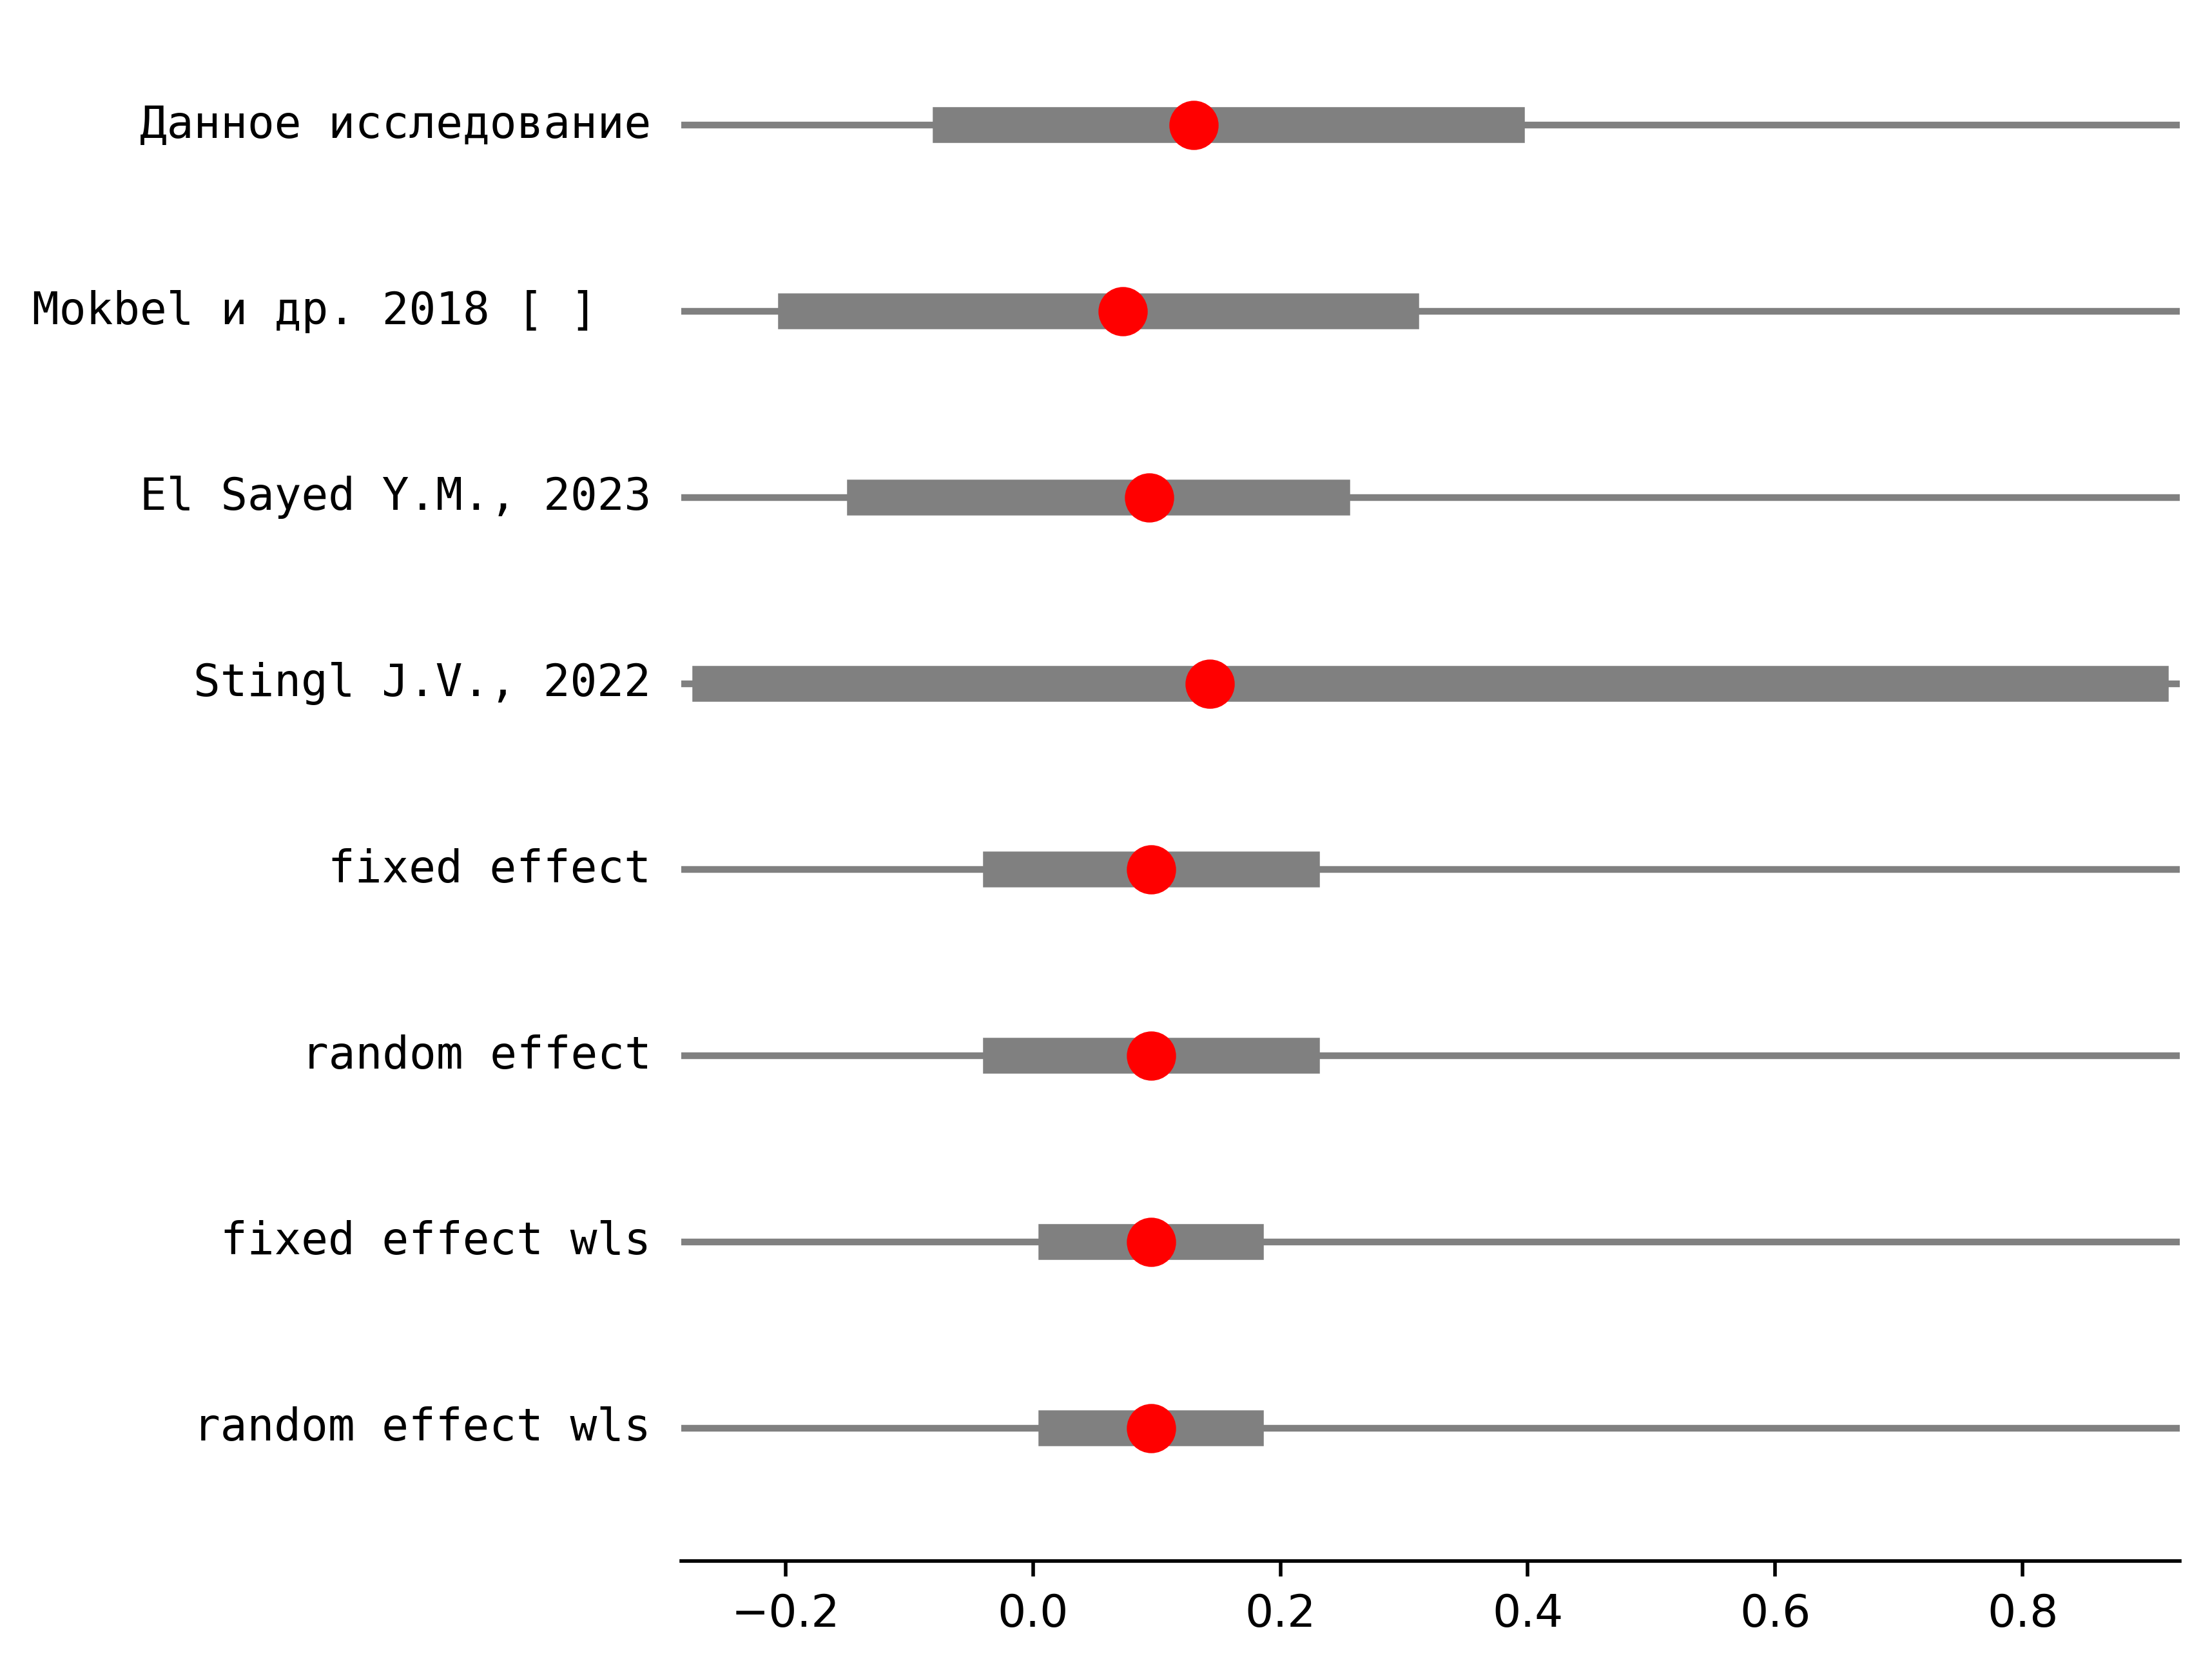 Данное исследование
Mokbel и др. 2018 [ ]
El Sayed Y.M., 2023
Stingl J.V., 2022
fixed effect
random effect
fixed effect wls
random effect wls
−0.2 0.0 0.2 0.4 0.6 0.8